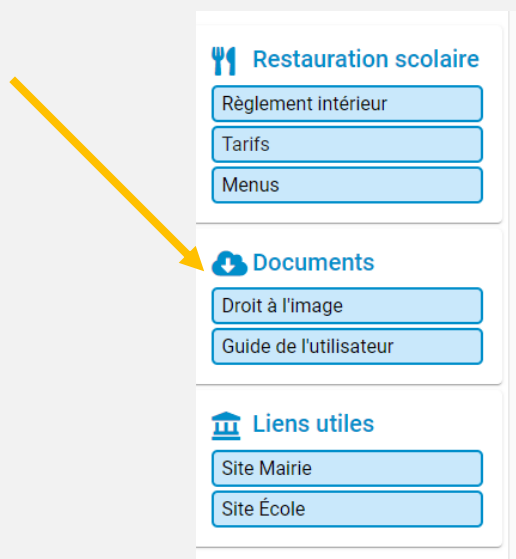 Restauration scolaire
Règlement intérieur
Tarifs
Menus
Documents
Droit à l'image
Guide de l'utilisateur
Liens utiles
Site Mairie
Site École